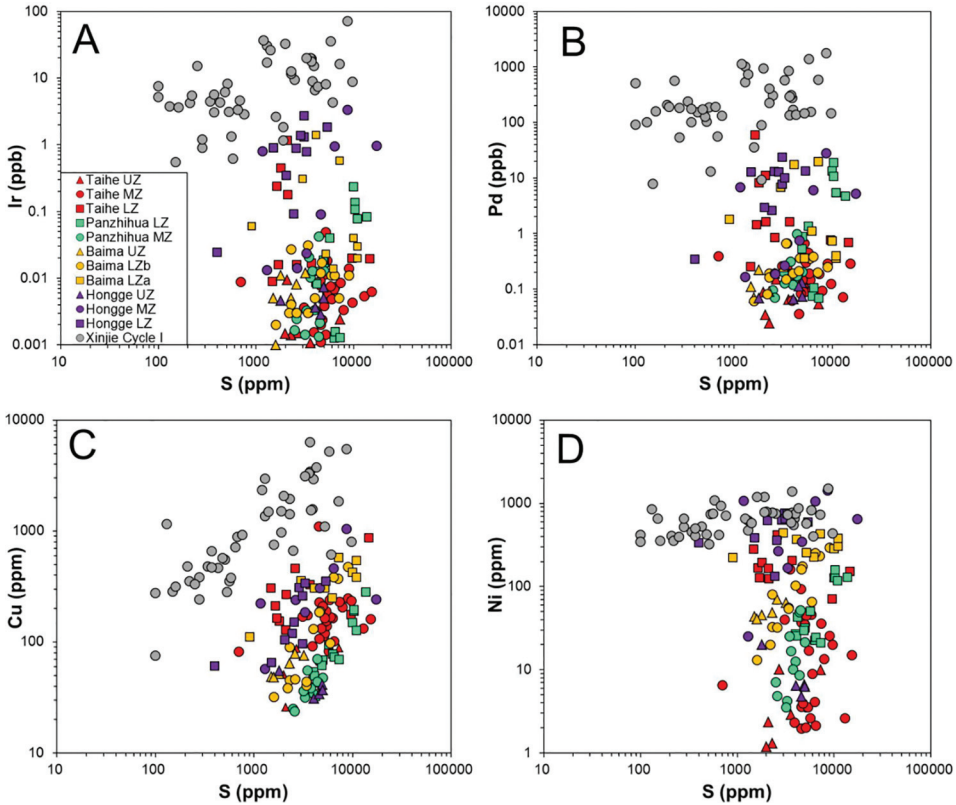 A
100
10
1
0.1
0.01
0.001
Ir (ppb)
Taihe UZ
Taihe MZ
Taihe LZ
Panzhihua LZ
Panzhihua MZ
Baima UZ
Baima LZb
Baima LZa
Hongge UZ
Hongge MZ
Hongge LZ
Xinjie Cycle I
10 100 1000 10000 100000
S (ppm)
B
10000
1000
100
10
1
0.1
0.01
Pd (ppb)
10 100 1000 10000 100000
S (ppm)
C
10000
1000
100
10
Cu (ppm)
10 100 1000 10000 100000
S (ppm)
D
10000
1000
100
10
1
Ni (ppm)
10 100 1000 10000 100000
S (ppm)